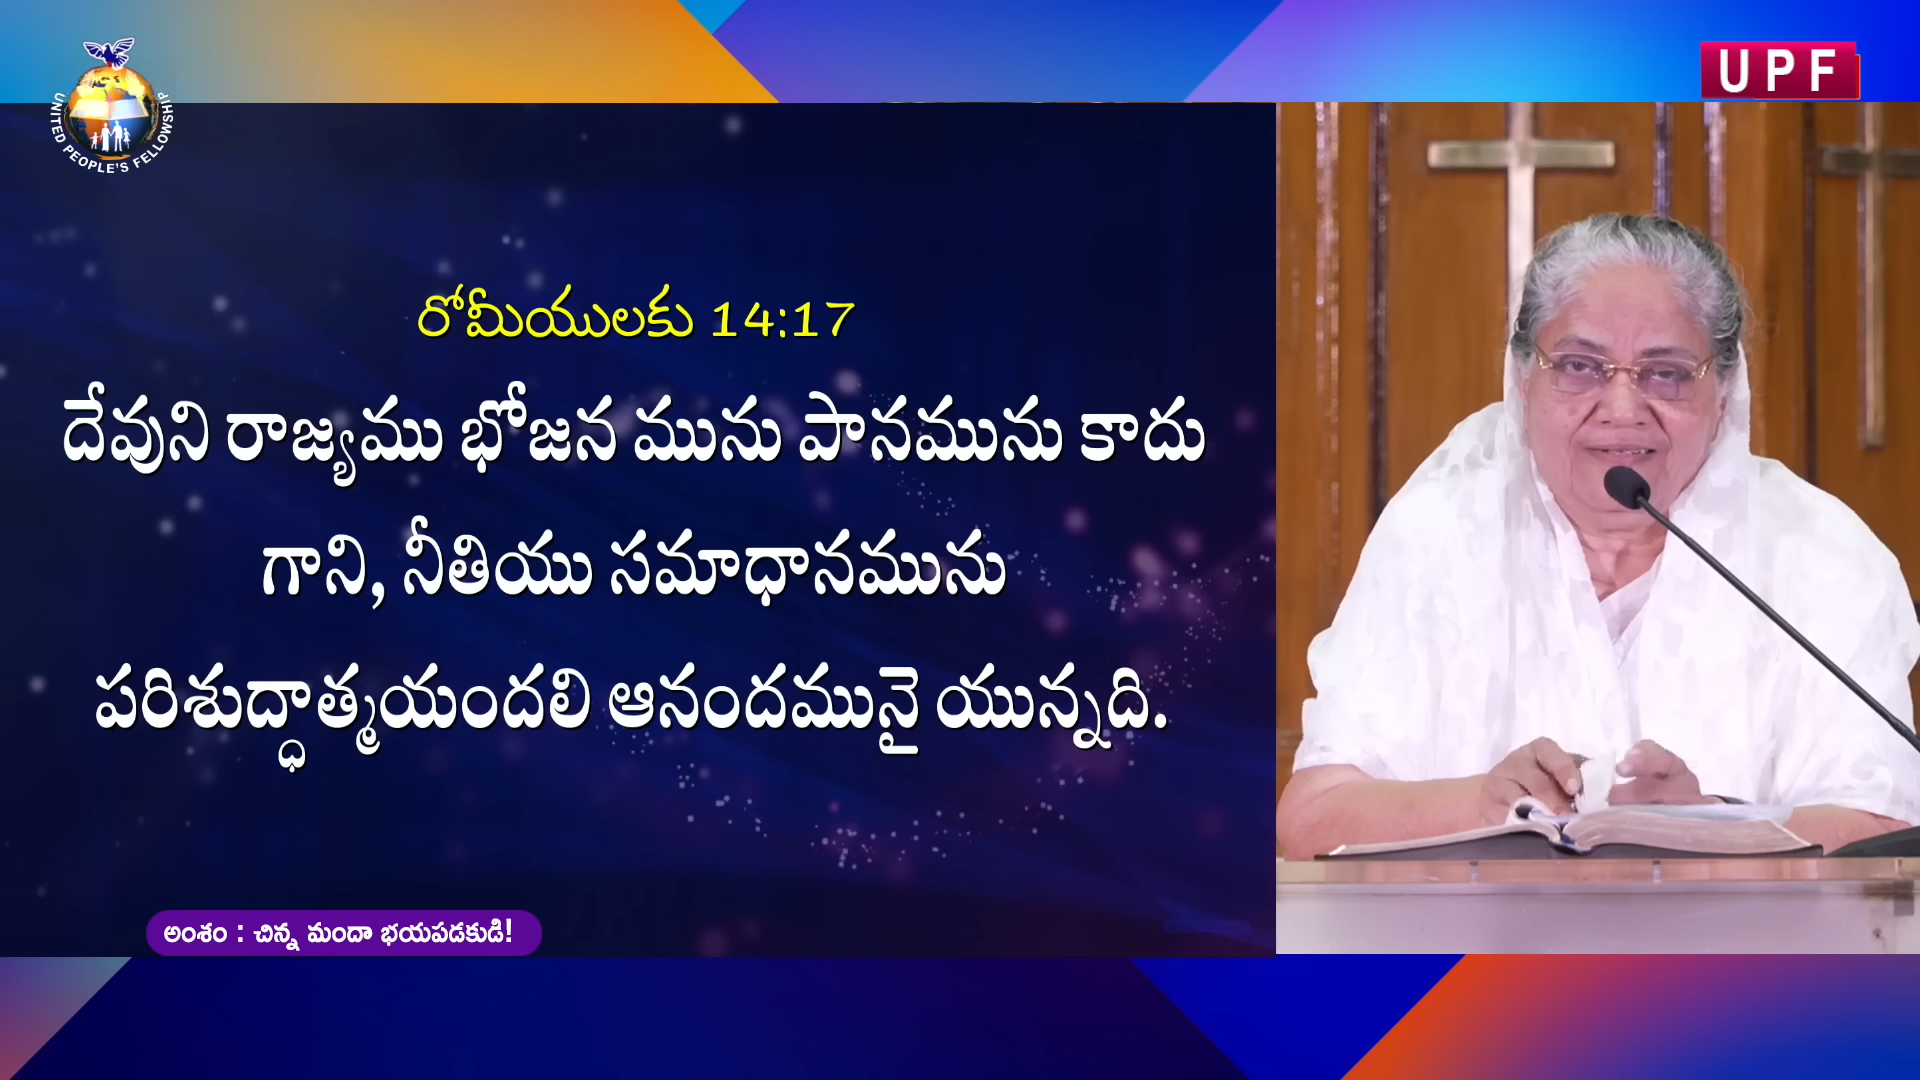 UNITED PEOPLE'S FELLOWSHIP
UPF
రోమీయులకు 14:17
దేవుని రాజ్యము భోజన మును పానమును కాదు
గాని, నీతియు సమాధానమును
పరిశుద్ధాత్మయందలి ఆనందమునై యున్నది.
అంశం : చిన్న మందా భయపడకుడి!